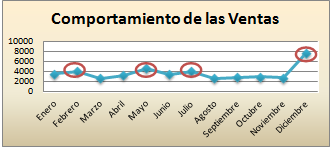 Comportamiento de las Ventas
10000
8000
6000
4000
2000
0
Enero
Febrero
Marzo
Abril
Mayo
Junio
Julio
Agosto
Septiembre
Octubre
Noviembre
Diciembre